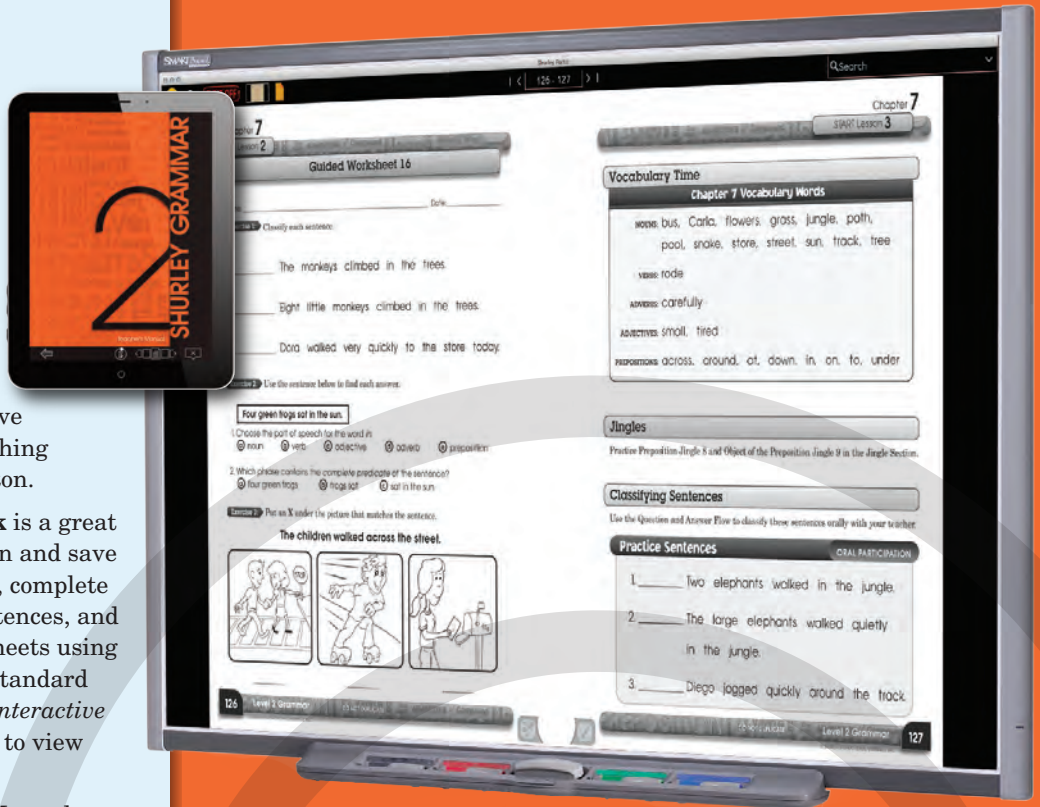 SMART Board
Search
126 - 127
2
SHURLEY GRAMMAR
ve
hing
on.
k is a great
n and save
, complete
tences, and
heets using
standard
nteractive
to view
7
Lesson 2
Guided Worksheet 16
Date
Classify each sentence.
The monkeys climbed in the trees.
Eight little monkeys climbed in the trees.
Dora walked very quickly to the store today.
Exercise 2 Use the sentence below to find each answer.
Four green frogs sat in the sun.
1. Choose the part of speech for the word in
A noun B verb C adjective D adverb E preposition
2. Which phrase contains the complete predicate of the sentence?
A four green frogs B frogs sat C sat in the sun
Exercise 3 Put an X under the picture that matches the sentence.
The children walked across the street.
STOP
126 Level 2 Grammar
Chapter 7
START Lesson 3
Vocabulary Time
Chapter 7 Vocabulary Words
NOUNS: bus, Carla, flowers, grass, jungle, path,
pool, snake, store, street, sun, track, tree
VERBS: rode
ADVERBS: carefully
ADJECTIVES: small, tired
PREPOSITIONS: across, around, at, down, in, on, to, under
Jingles
Practice Preposition Jingle 8 and Object of the Preposition Jingle 9 in the Jingle Section.
Classifying Sentences
Use the Question and Answer Flow to classify these sentences orally with your teacher.
Practice Sentences ORAL PARTICIPATION
1. Two elephants walked in the jungle.
2. The large elephants walked quietly
in the jungle.
3. Diego jogged quickly around the track.
Level 2 Grammar 127